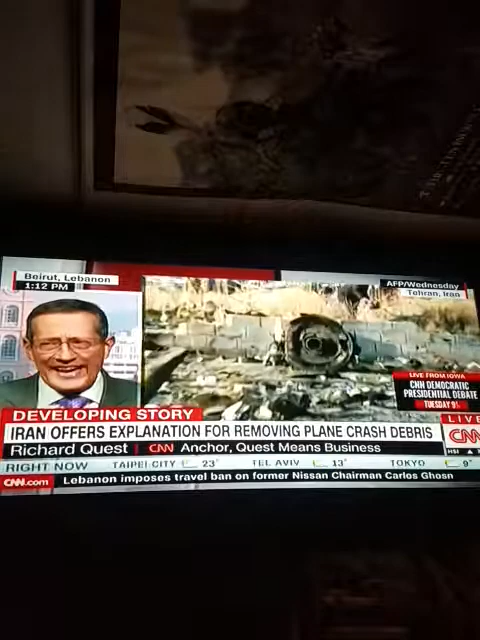 Beirut, Lebanon
1:12 PM
AFP/Wednesday
Tehran, Iran
LIVE FROM IOWA
CNN DEMOCRATIC
PRESIDENTIAL DEBATE
TUESDAY
DEVELOPING STORY
LIVE
IRAN OFFERS EXPLANATION FOR REMOVING PLANE CRASH DEBRIS
CNN
Richard Quest CNN Anchor, Quest Means Business
HSI
RIGHT NOW TAIPEI CITY 23° TEL AVIV 13° TOKYO 9°
CNN.com Lebanon imposes travel ban on former Nissan Chairman Carlos Ghosn